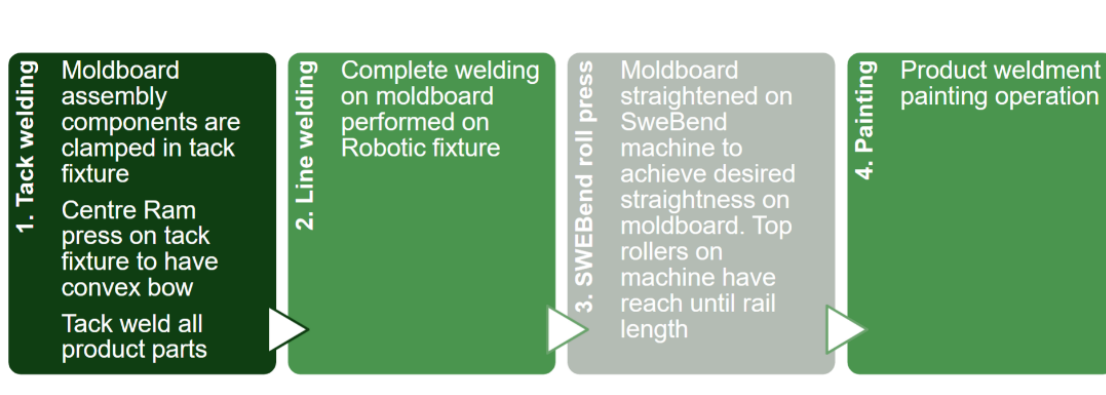 1. Tack welding
Moldboard
assembly
components are
clamped in tack
fixture
Centre Ram
press on tack
fixture to have
convex bow
Tack weld all
product parts
2. Line welding
Complete welding
on moldboard
performed on
Robotic fixture
3. SWEBend roll press
Moldboard
straightened on
SweBend
machine to
achieve desired
straightness on
moldboard. Top
rollers on
machine have
reach until rail
length
4. Painting
Product weldment
painting operation